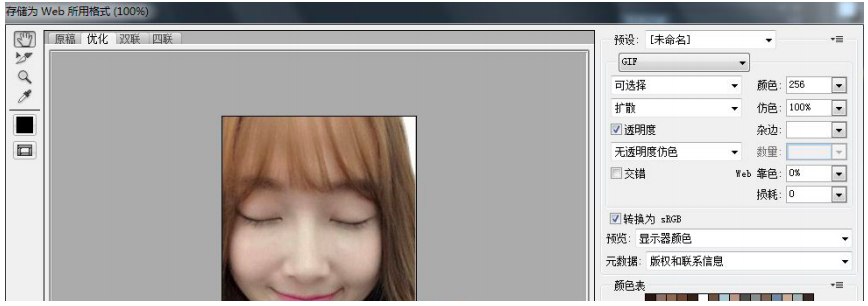 存储为 Web 所用格式 (100%)
原稿 优化 双联 四联
预设: [未命名]
GIF
可选择 颜色: 256
扩散 仿色: 100%
透明度 杂边:
无透明度仿色 数量:
交错 Web 靠色: 0%
损耗: 0
转换为 sRGB
预览: 显示器颜色
元数据: 版权和联系信息
颜色表